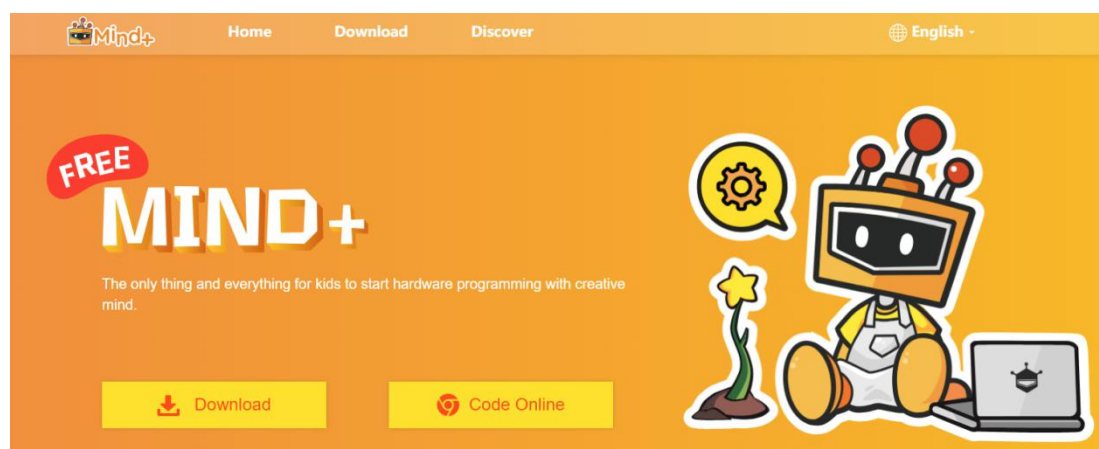 Mind+ Home Download Discover English
FREE
MIND+
The only thing and everything for kids to start hardware programming with creative
mind.
Download Code Online